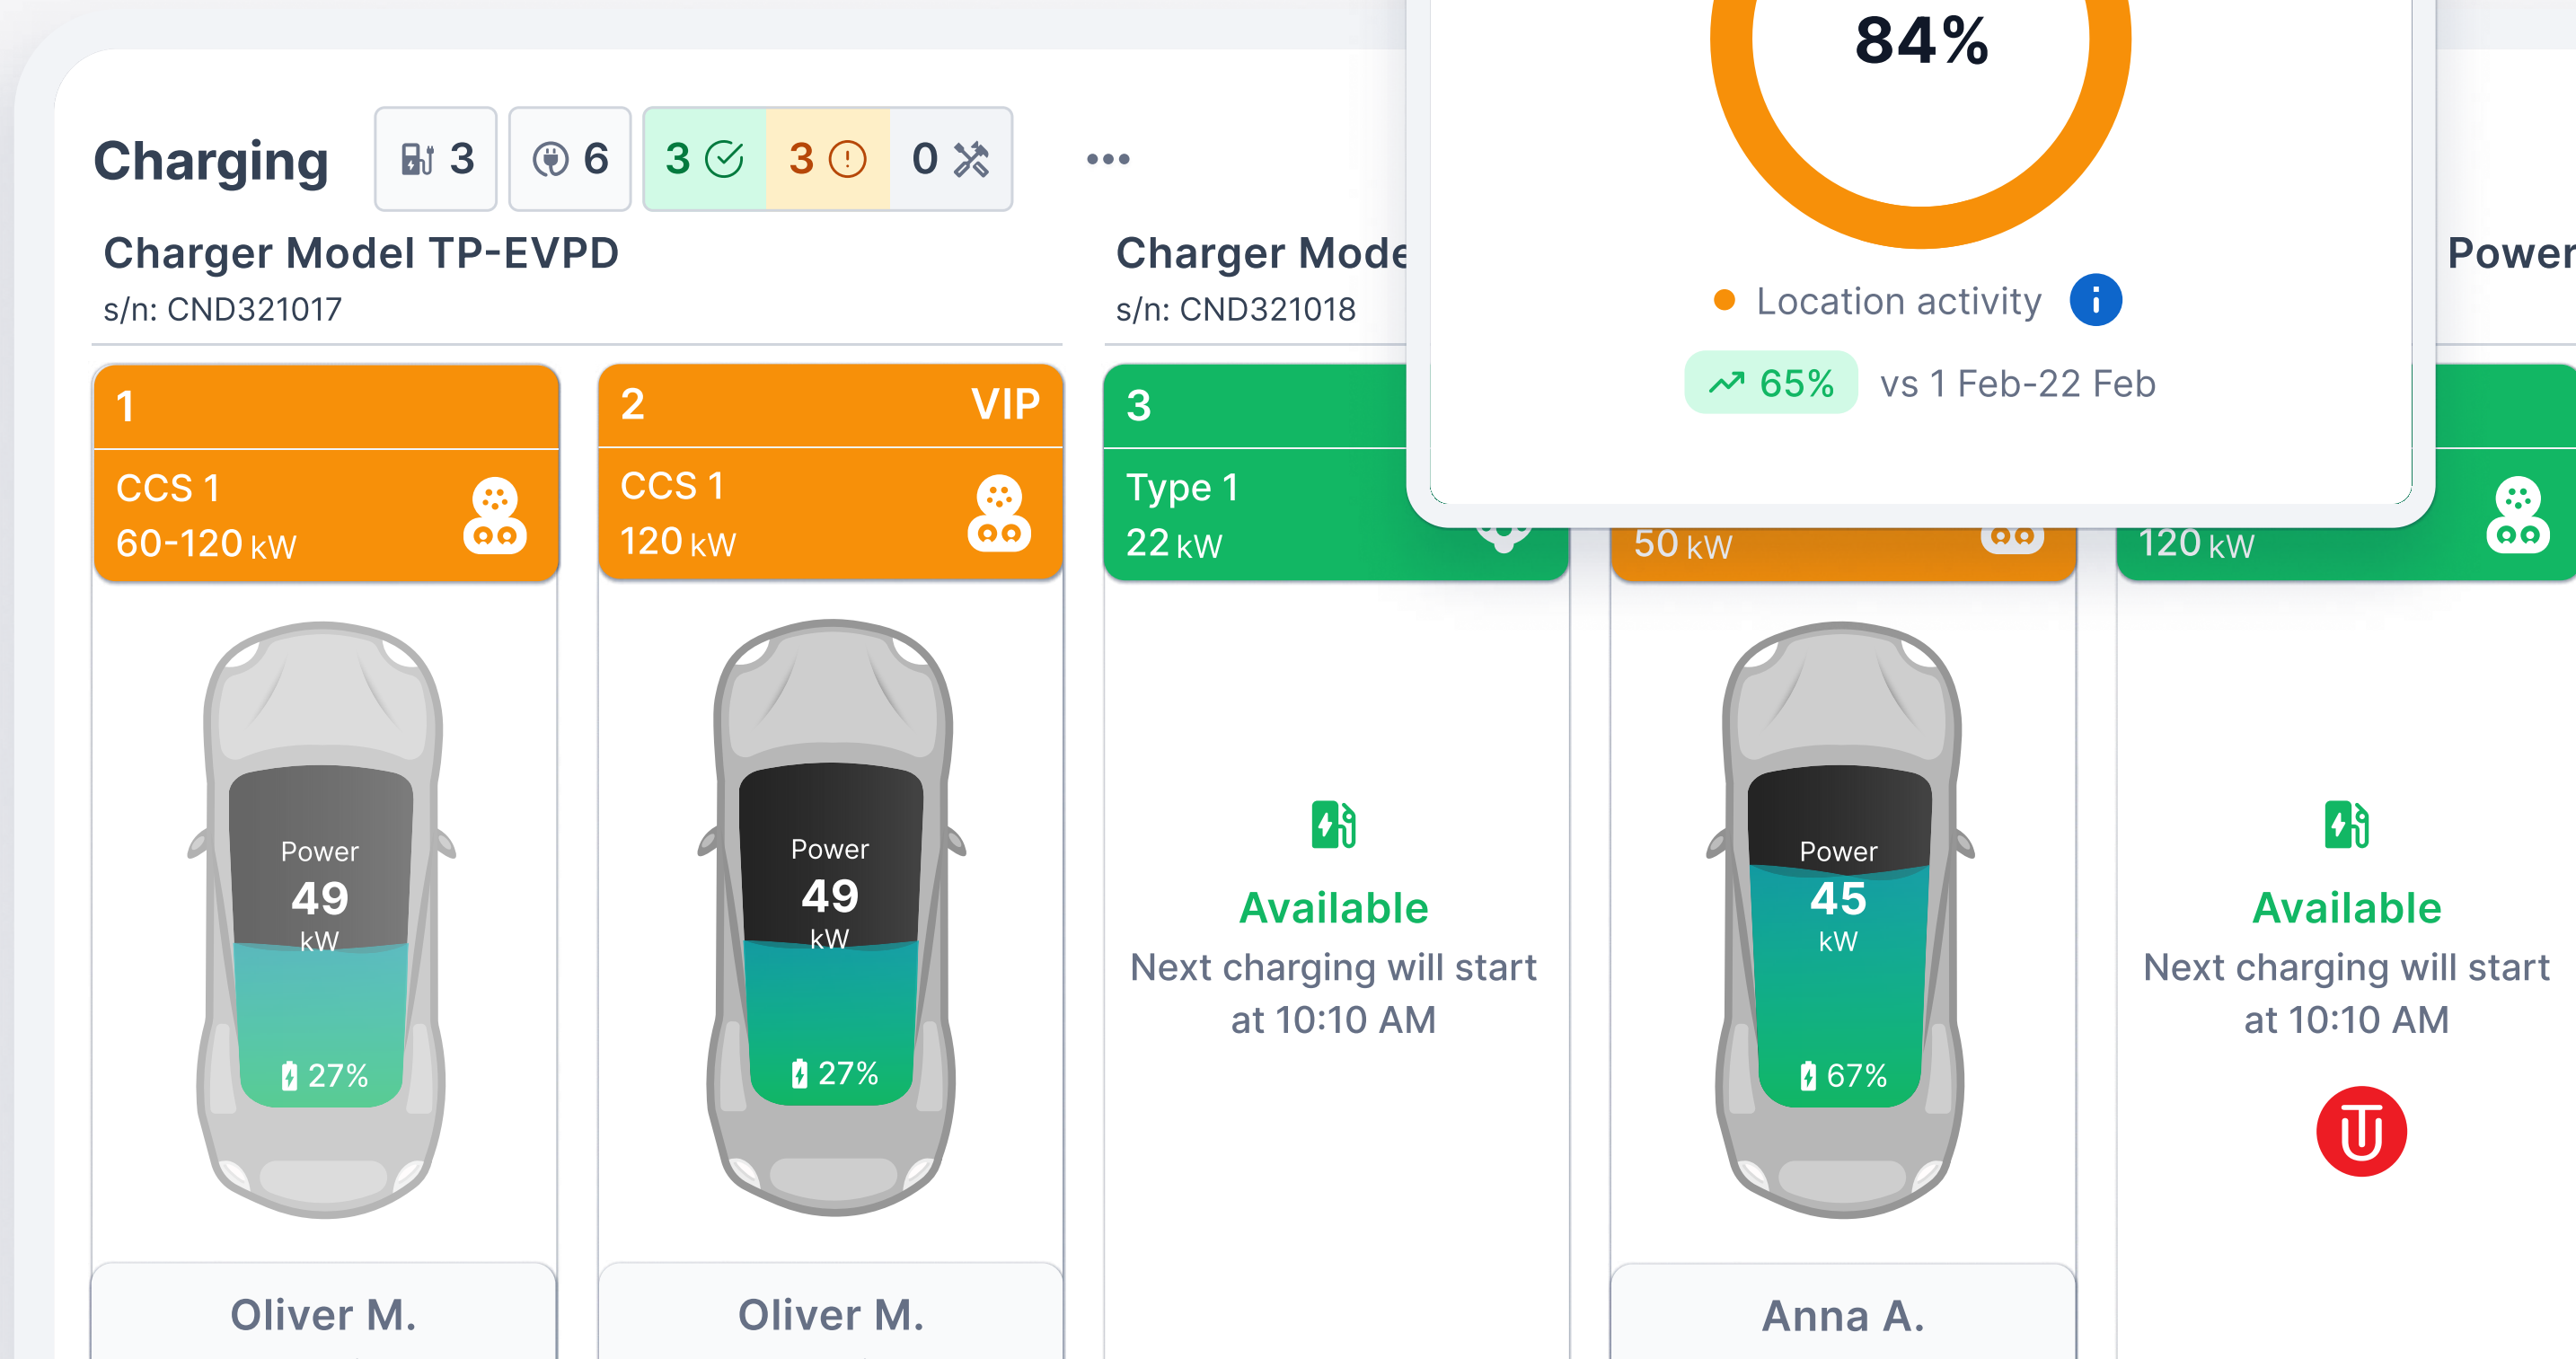 84%
Location activity
65% vs 1 Feb-22 Feb
Charging 3 6 3 3 0
Charger Model TP-EVPD
s/n: CND321017
s/n: CND321018
Charger
Power
1
CCS 1
60-120 kW
2 VIP
CCS 1
120 kW
3
Type 1
22 kW
50 kW
120 kW
Power
49
kW
27%
Oliver M.
Power
49
kW
27%
Oliver M.
Available
Next charging will start
at 10:10 AM
Power
45
kW
67%
Anna A.
Available
Next charging will start
at 10:10 AM